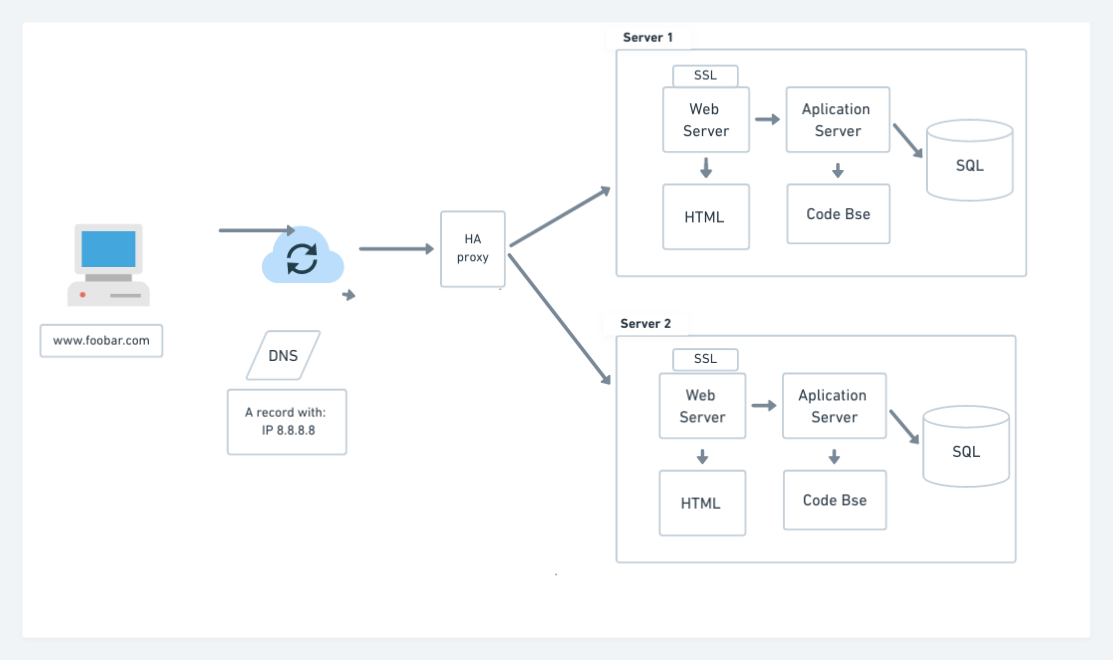 www.foobar.com
DNS
A record with:
IP 8.8.8.8
HA
proxy
Server 1
SSL
Web
Server
Aplication
Server
SQL
HTML
Code Bse
Server 2
SSL
Web
Server
Aplication
Server
SQL
HTML
Code Bse